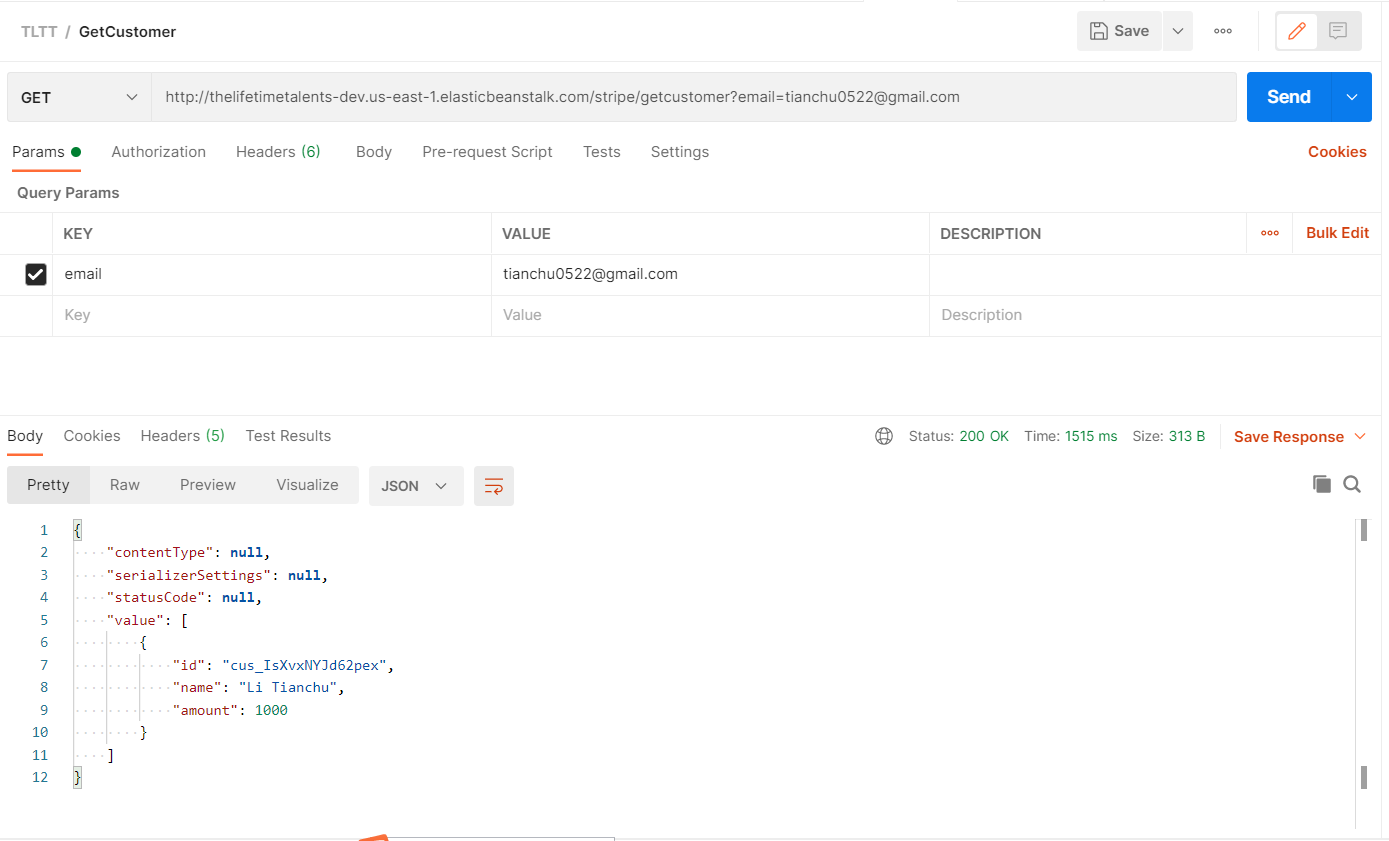 TLTT / GetCustomer
Save
GET
http://thelifetimetalents-dev.us-east-1.elasticbeanstalk.com/stripe/getcustomer?email=tianchu0522@gmail.com
Send
Params Authorization Headers (6) Body Pre-request Script Tests Settings Cookies
Query Params
KEY VALUE DESCRIPTION Bulk Edit
email tianchu0522@gmail.com
Key Value Description
Body Cookies Headers (5) Test Results Status: 200 OK Time: 1515 ms Size: 313 B Save Response
Pretty Raw Preview Visualize JSON
1 {
2 "contentType": null,
3 "serializerSettings": null,
4 "statusCode": null,
5 "value": [
6 {
7 "id": "cus_IsXvxNYJd62pex",
8 "name": "Li Tianchu",
9 "amount": 1000
10 }
11 ]
12 }